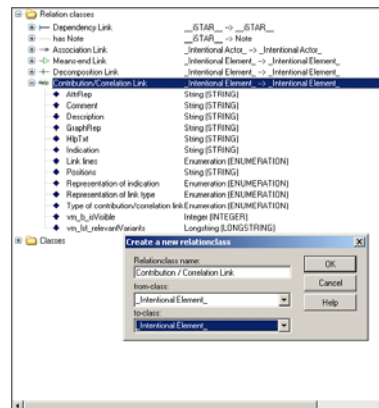 Relation classes
Dependency Link __iSTAR__ -> __iSTAR__
has Note __iSTAR__ -> Note
Association Link _Intentional Actor_ -> _Intentional Actor_
Means-end Link _Intentional Element_ -> _Intentional Element_
Decomposition Link _Intentional Element_ -> _Intentional Element_
Contribution/Correlation Link _Intentional Element_ -> _Intentional Element_
AttrRep String (STRING)
Comment String (STRING)
Description String (STRING)
GraphRep String (STRING)
HlpTxt String (STRING)
Indication String (STRING)
Link lines Enumeration (ENUMERATION)
Positions String (STRING)
Representation of indication Enumeration (ENUMERATION)
Representation of link type Enumeration (ENUMERATION)
Type of contribution/correlation link Enumeration (ENUMERATION)
vm_b_isVisible Integer (INTEGER)
vm_lst_relevantVariants Longstring (LONGSTRING)
Classes
Create a new relationclass
Relationclass name:
Contribution / Correlation Link
from-class:
_Intentional Element_
to-class:
_Intentional Element_
OK
Cancel
Help